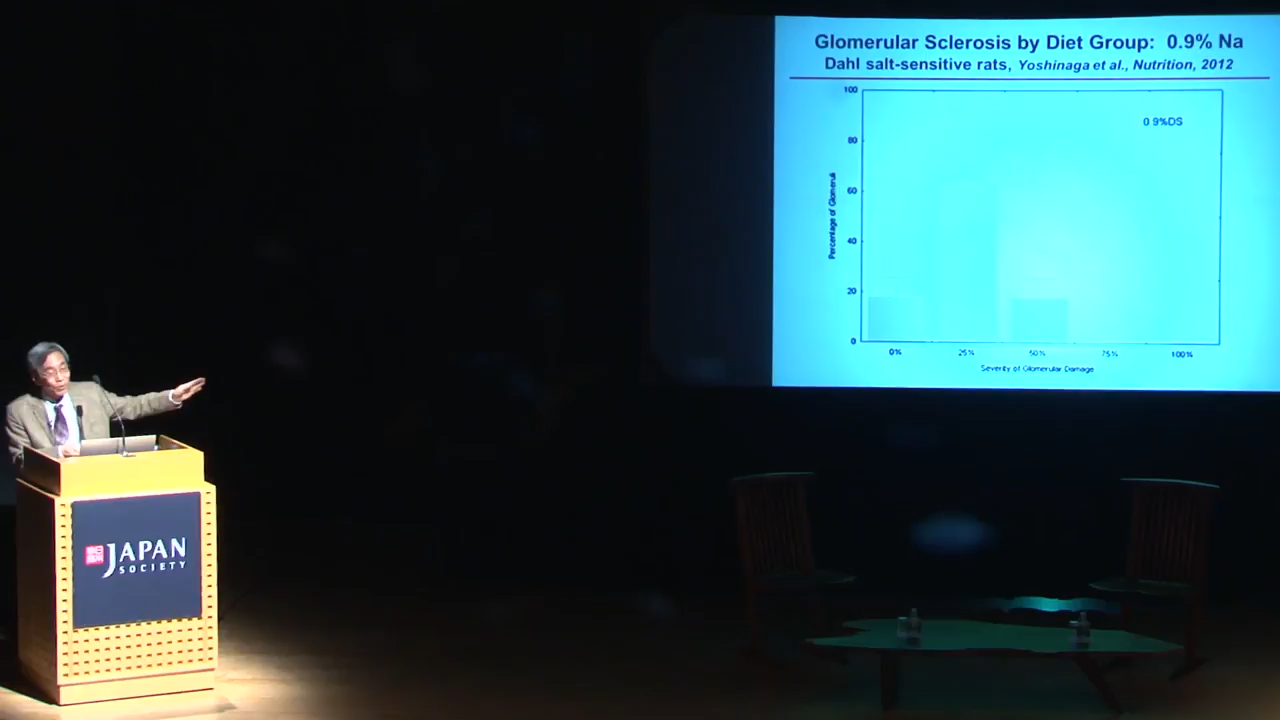 Glomerular Sclerosis by Diet Group: 0.9% Na
Dahl salt-sensitive rats, Yoshinaga et al., Nutrition, 2012
100
0.9%DS
80
60
40
20
0
Percentage of Glomeruli
0% 25% 50% 75% 100%
Severity of Glomerular Damage
JAPAN
SOCIETY